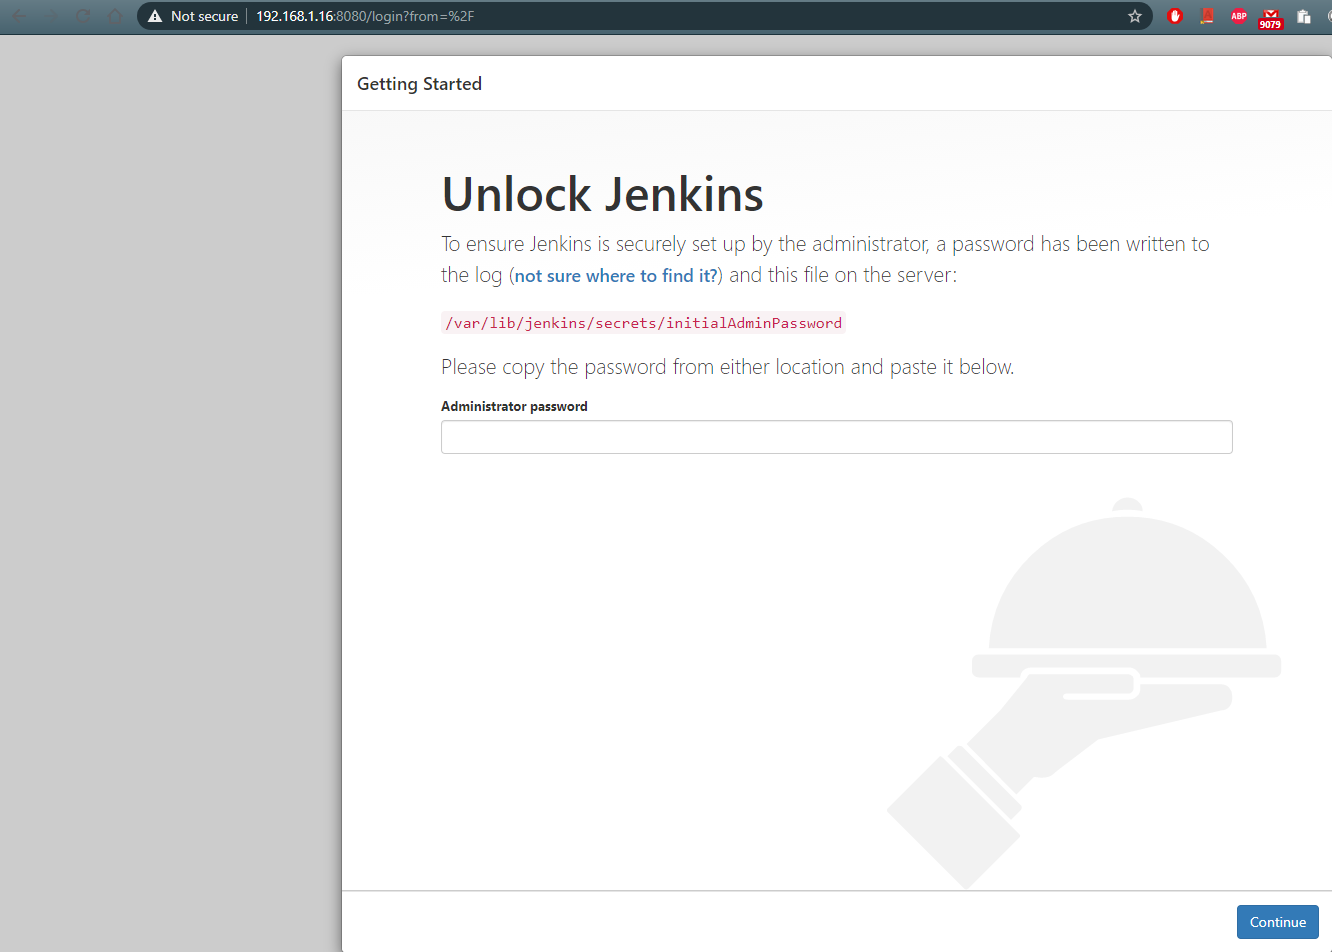 Not secure
192.168.1.16:8080/login?from=%2F
ABP
9079
Getting Started
Unlock Jenkins
To ensure Jenkins is securely set up by the administrator, a password has been written to
the log (not sure where to find it?) and this file on the server:
/var/lib/jenkins/secrets/initialAdminPassword
Please copy the password from either location and paste it below.
Administrator password
Continue